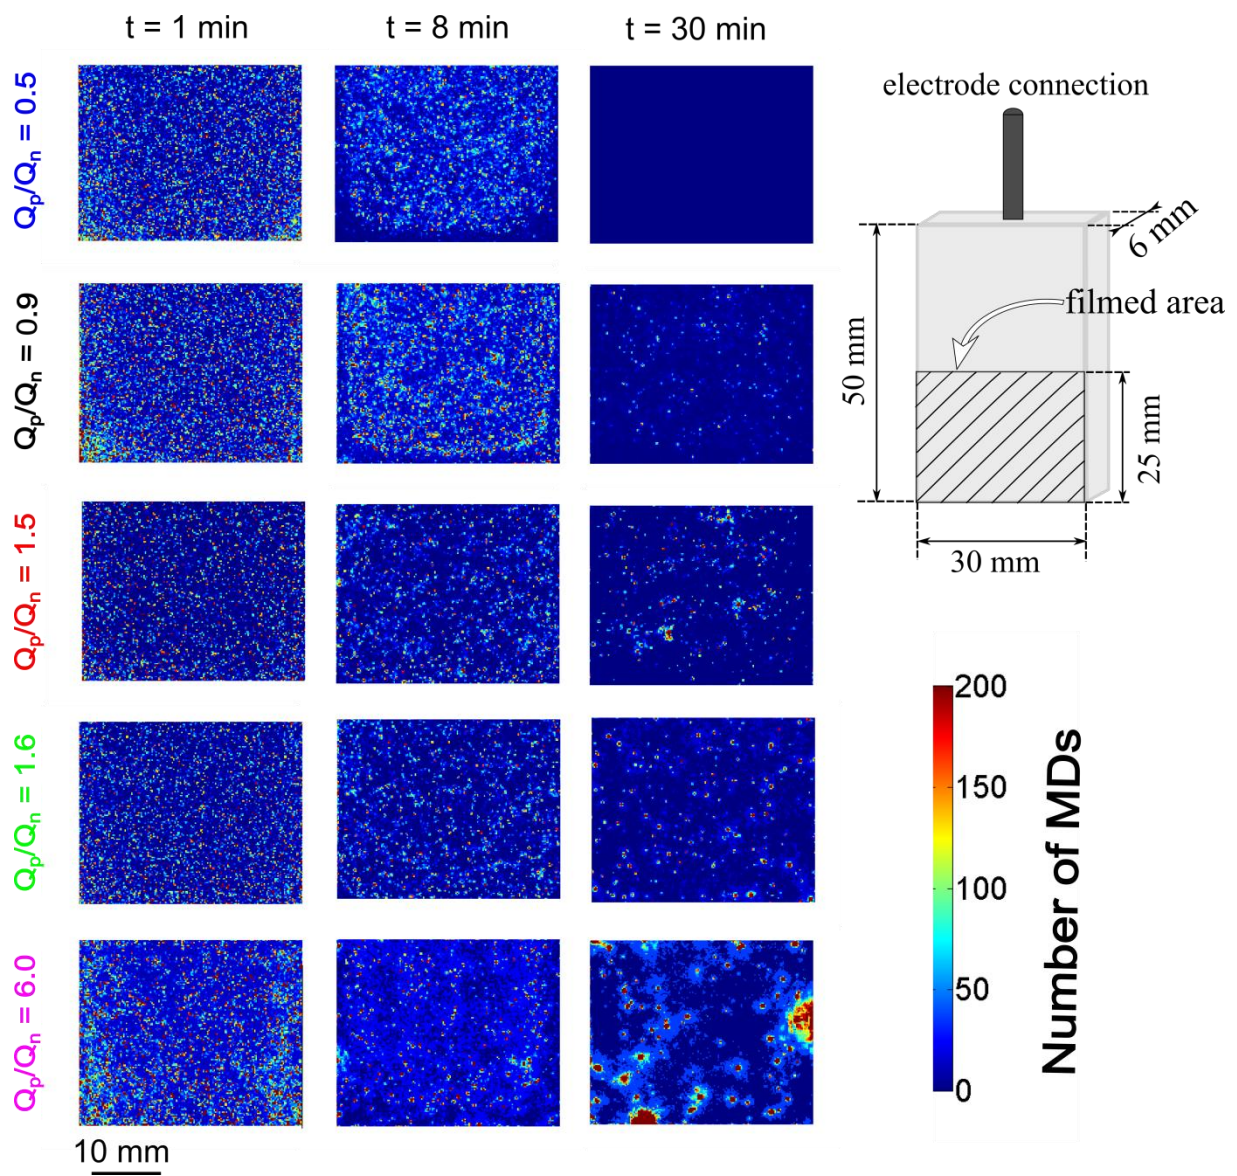 t = 1 min
t = 8 min
t = 30 min
Qp/Qn = 0.5
Qp/Qn = 0.9
Qp/Qn = 1.5
Qp/Qn = 1.6
Qp/Qn = 6.0
10 mm
electrode connection
6 mm
filmed area
50 mm
25 mm
30 mm
200
150
100
50
0
Number of MDs